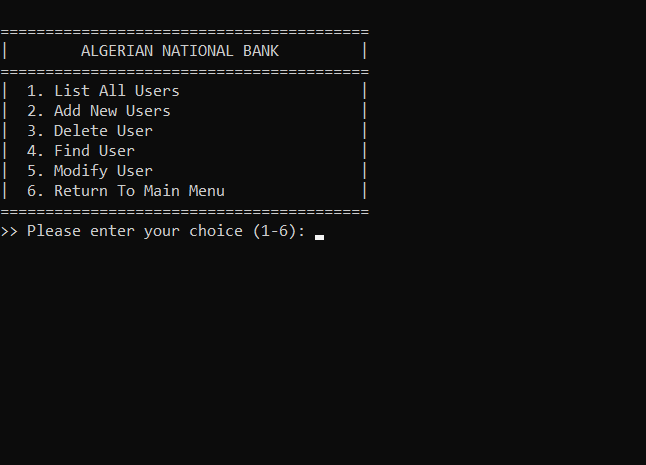 =========================================
|        ALGERIAN NATIONAL BANK         |
=========================================
|  1. List All Users                    |
|  2. Add New Users                     |
|  3. Delete User                       |
|  4. Find User                         |
|  5. Modify User                       |
|  6. Return To Main Menu               |
=========================================
>> Please enter your choice (1-6):